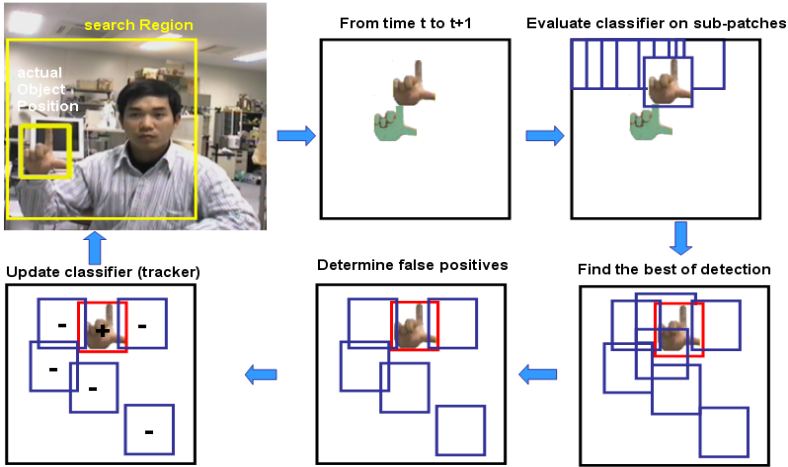 search Region
actual
Object
Position
From time t to t+1
Evaluate classifier on sub-patches
Update classifier (tracker)
Determine false positives
Find the best of detection
- + -
-
-
-